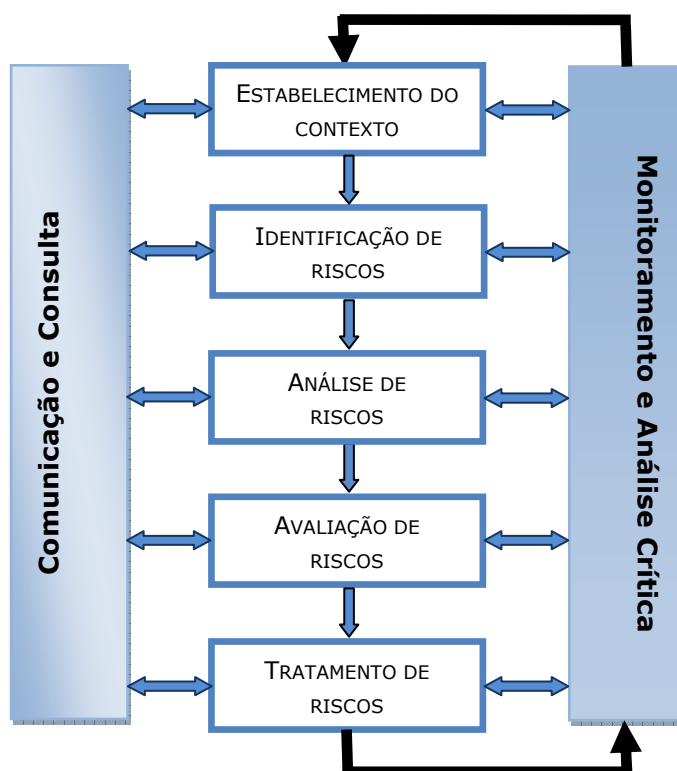 Comunicação e Consulta
ESTABELECIMENTO DO
CONTEXTO
IDENTIFICAÇÃO DE
RISCOS
ANÁLISE DE
RISCOS
AVALIAÇÃO DE
RISCOS
TRATAMENTO DE
RISCOS
Monitoramento e Análise Crítica